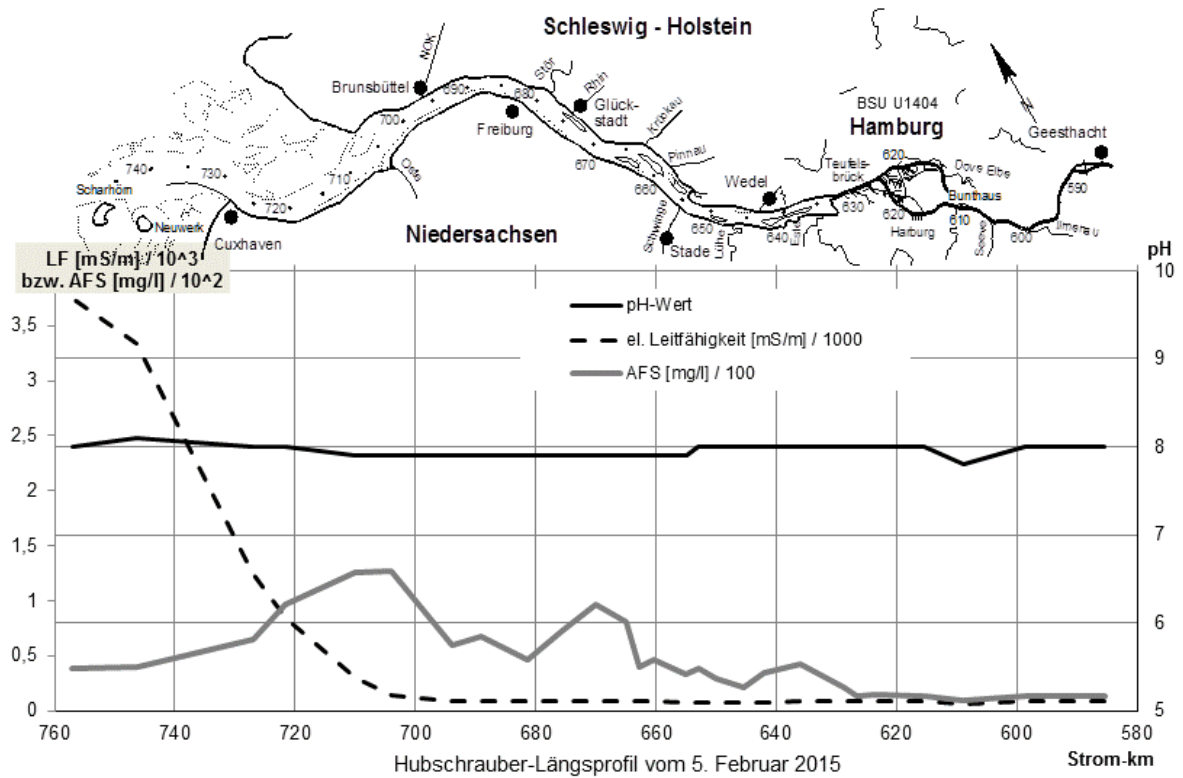 Schleswig - Holstein
NOK
Brunsbüttel
690
680
Stör
Rhin
Glück-
stadt
Freiburg
700
Krückau
BSU U1404
Hamburg
Geesthacht
N
Pinnau
670
Oste
710
740
730
Scharhörn
660
Wedel
Teufels-
brück
620
Dove Elbe
590
Bunthaus
720
Neuwerk
Cuxhaven
Niedersachsen
Schwinge
Stade
650
Lühe
640
630
620
Harburg
610
600
Ilmenau
LF [mS/m] / 10^3
bzw. AFS [mg/l] / 10^2
pH
10
pH-Wert
el. Leitfähigkeit [mS/m] / 1000
AFS [mg/l] / 100
3,5
3
2,5
2
1,5
1
0,5
0
9
8
7
6
5
760
740
720
700
680
660
640
620
600
580
Hubschrauber-Längsprofil vom 5. Februar 2015
Strom-km